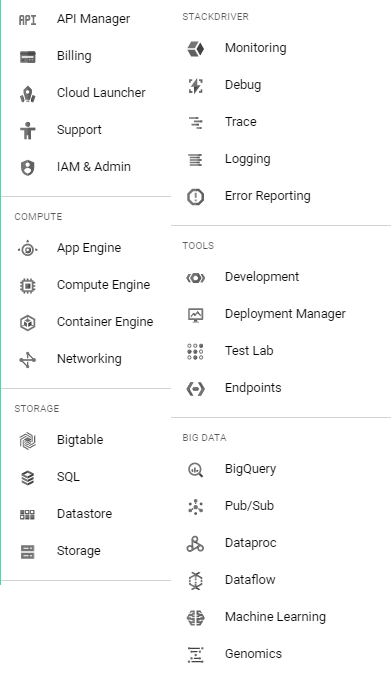 API API Manager
Billing
Cloud Launcher
Support
IAM & Admin
COMPUTE
App Engine
Compute Engine
Container Engine
Networking
STORAGE
Bigtable
SQL
Datastore
Storage
STACKDRIVER
Monitoring
Debug
Trace
Logging
Error Reporting
TOOLS
Development
Deployment Manager
Test Lab
Endpoints
BIG DATA
BigQuery
Pub/Sub
Dataproc
Dataflow
Machine Learning
Genomics